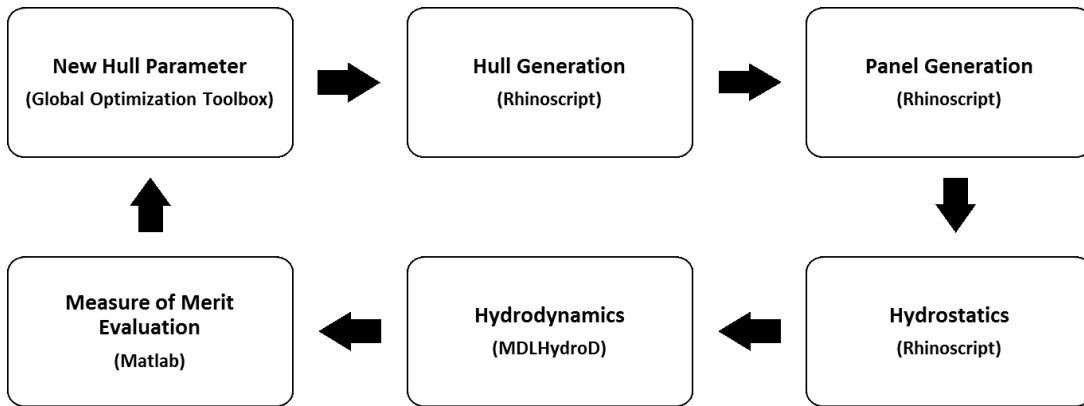 New Hull Parameter
(Global Optimization Toolbox)
Hull Generation
(Rhinoscript)
Panel Generation
(Rhinoscript)
Measure of Merit
Evaluation
(Matlab)
Hydrodynamics
(MDLHydroD)
Hydrostatics
(Rhinoscript)